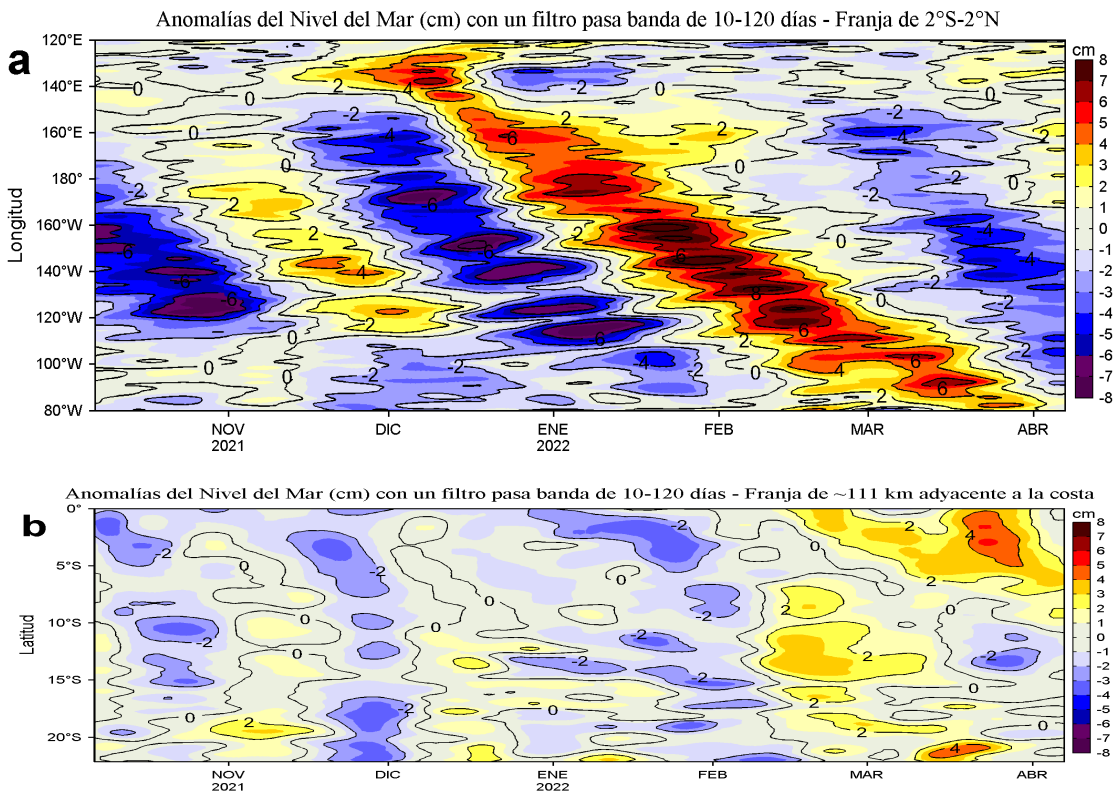 Anomalías del Nivel del Mar (cm) con un filtro pasa banda de 10-120 días - Franja de 2°S-2°N
a
cm
120°E
140°E
160°E
180°
160°W
140°W
120°W
100°W
80°W
Longitud
8
7
6
5
4
3
2
1
0
-1
-2
-3
-4
-5
-6
-7
-8
NOV
2021
DIC
ENE
2022
FEB
MAR
ABR
Anomalías del Nivel del Mar (cm) con un filtro pasa banda de 10-120 días - Franja de ~111 km adyacente a la costa
b
cm
0°
5°S
10°S
15°S
20°S
Latitud
8
7
6
5
4
3
2
1
0
-1
-2
-3
-4
-5
-6
-7
-8
NOV
2021
DIC
ENE
2022
FEB
MAR
ABR